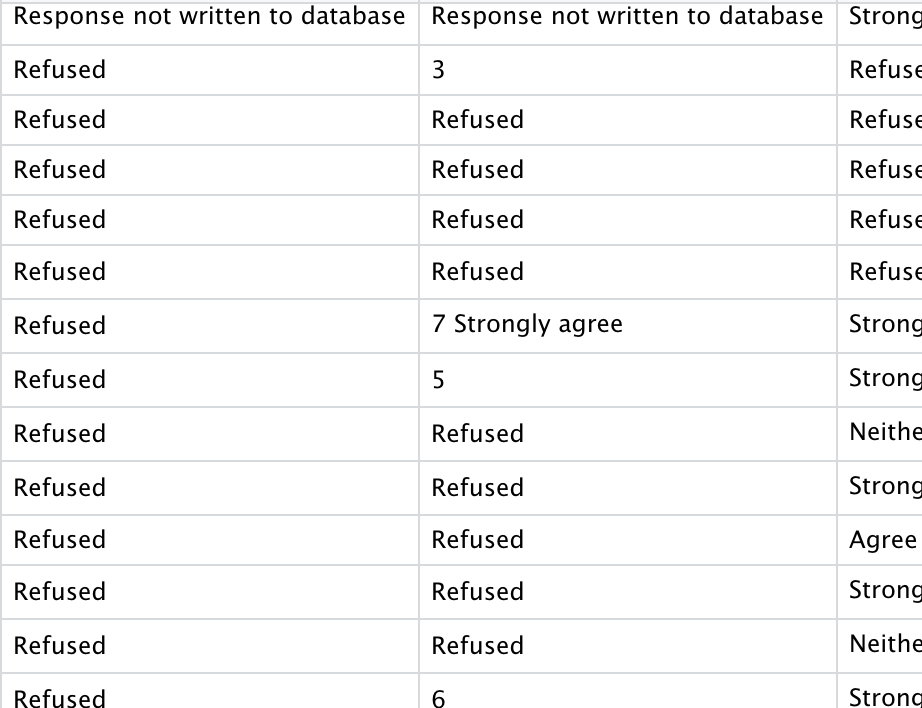 Response not written to database Response not written to database Strong
Refused 3 Refuse
Refused Refused Refuse
Refused Refused Refuse
Refused Refused Refuse
Refused Refused Refuse
Refused 7 Strongly agree Strong
Refused 5 Strong
Refused Refused Neithe
Refused Refused Strong
Refused Refused Agree
Refused Refused Strong
Refused Refused Neithe
Refused 6 Strong